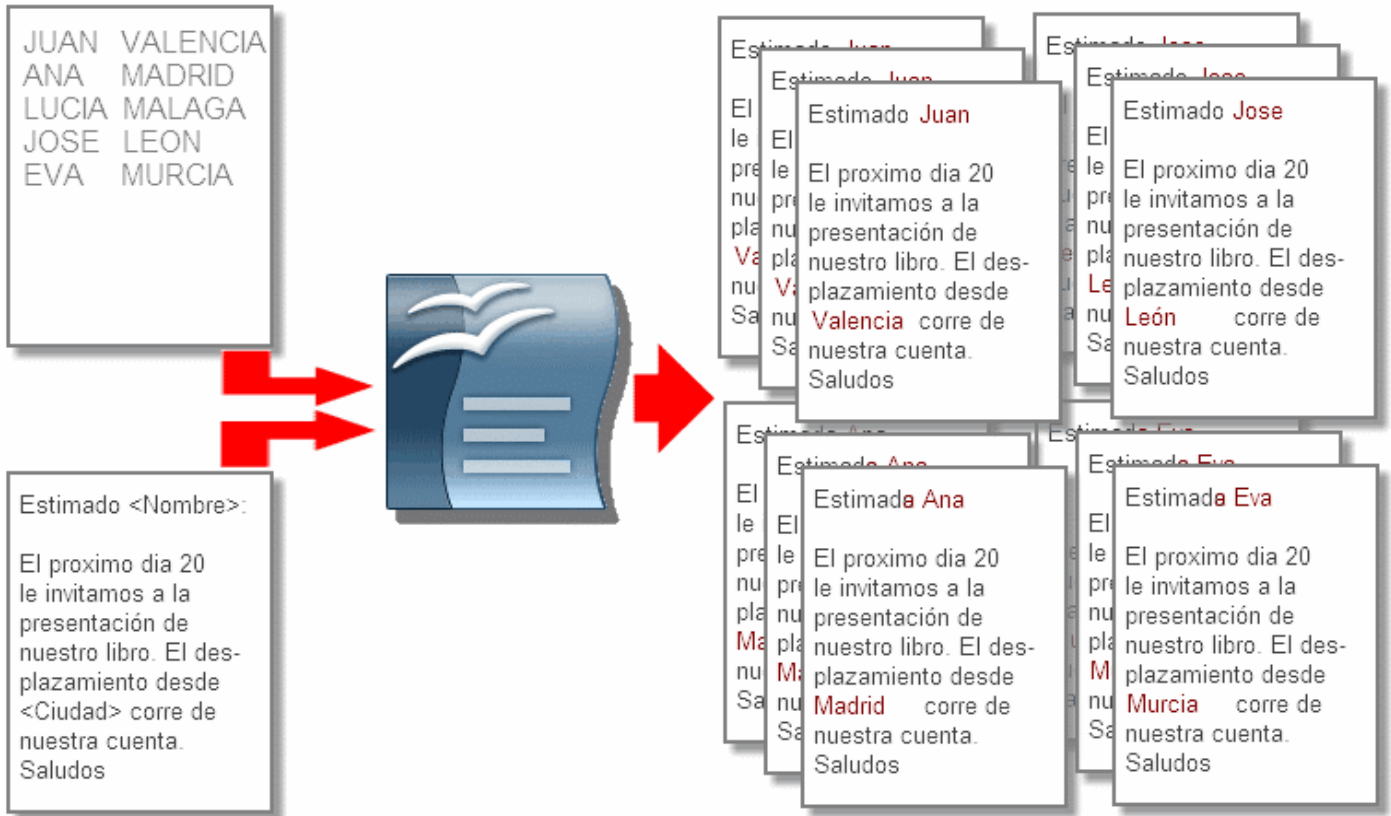 JUAN VALENCIA
ANA MADRID
LUCIA MALAGA
JOSE LEON
EVA MURCIA
Estimado <Nombre>:
El proximo dia 20
le invitamos a la
presentación de
nuestro libro. El des-
plazamiento desde
<Ciudad> corre de
nuestra cuenta.
Saludos
Estimado Juan
El proximo dia 20
le invitamos a la
presentación de
nuestro libro. El des-
plazamiento desde
Valencia corre de
nuestra cuenta.
Saludos
Estimado Jose
El proximo dia 20
le invitamos a la
presentación de
nuestro libro. El des-
plazamiento desde
León corre de
nuestra cuenta.
Saludos
Estimada Ana
El proximo dia 20
le invitamos a la
presentación de
nuestro libro. El des-
plazamiento desde
Madrid corre de
nuestra cuenta.
Saludos
Estimada Eva
El proximo dia 20
le invitamos a la
presentación de
nuestro libro. El des-
plazamiento desde
Murcia corre de
nuestra cuenta.
Saludos